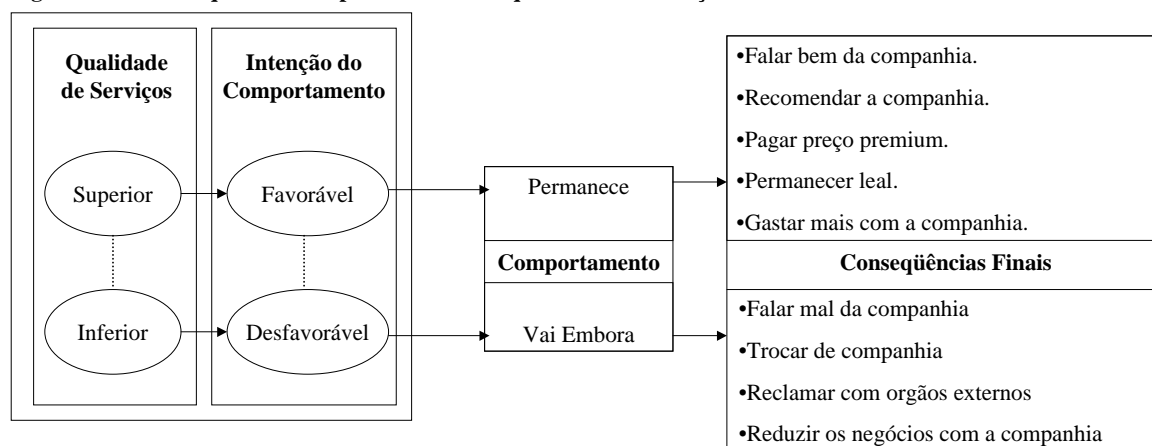 Qualidade
de Serviços
Intenção do
Comportamento
Superior
Favorável
Inferior
Desfavorável
Permanece
Comportamento
Vai Embora
•Falar bem da companhia.
•Recomendar a companhia.
•Pagar preço premium.
•Permanecer leal.
•Gastar mais com a companhia.
Conseqüências Finais
•Falar mal da companhia
•Trocar de companhia
•Reclamar com orgãos externos
•Reduzir os negócios com a companhia